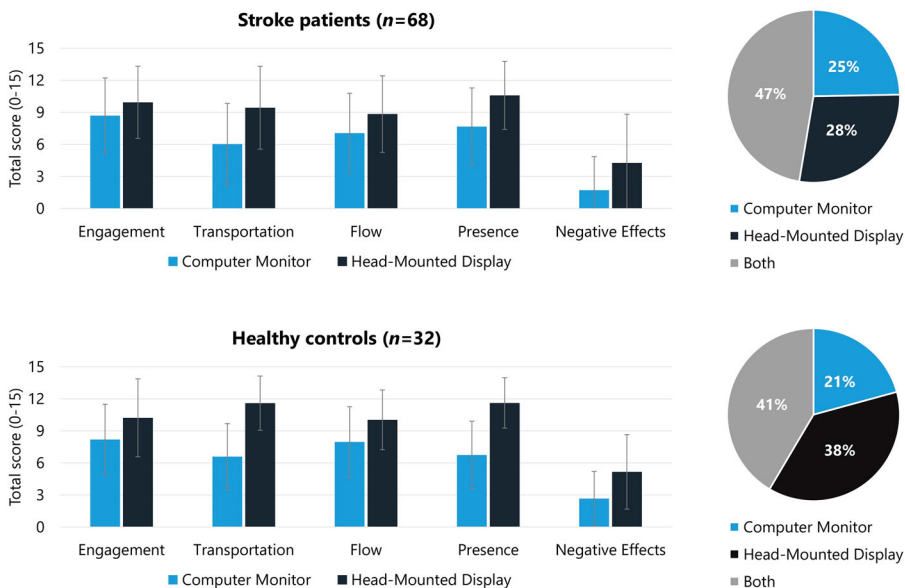 Stroke patients (n=68)
Total score (0-15)
15
12
9
6
3
0
Engagement Transportation Flow Presence Negative Effects
Computer Monitor Head-Mounted Display
25%
47%
28%
Computer Monitor
Head-Mounted Display
Both
Healthy controls (n=32)
Total score (0-15)
15
12
9
6
3
0
Engagement Transportation Flow Presence Negative Effects
Computer Monitor Head-Mounted Display
21%
41%
38%
Computer Monitor
Head-Mounted Display
Both